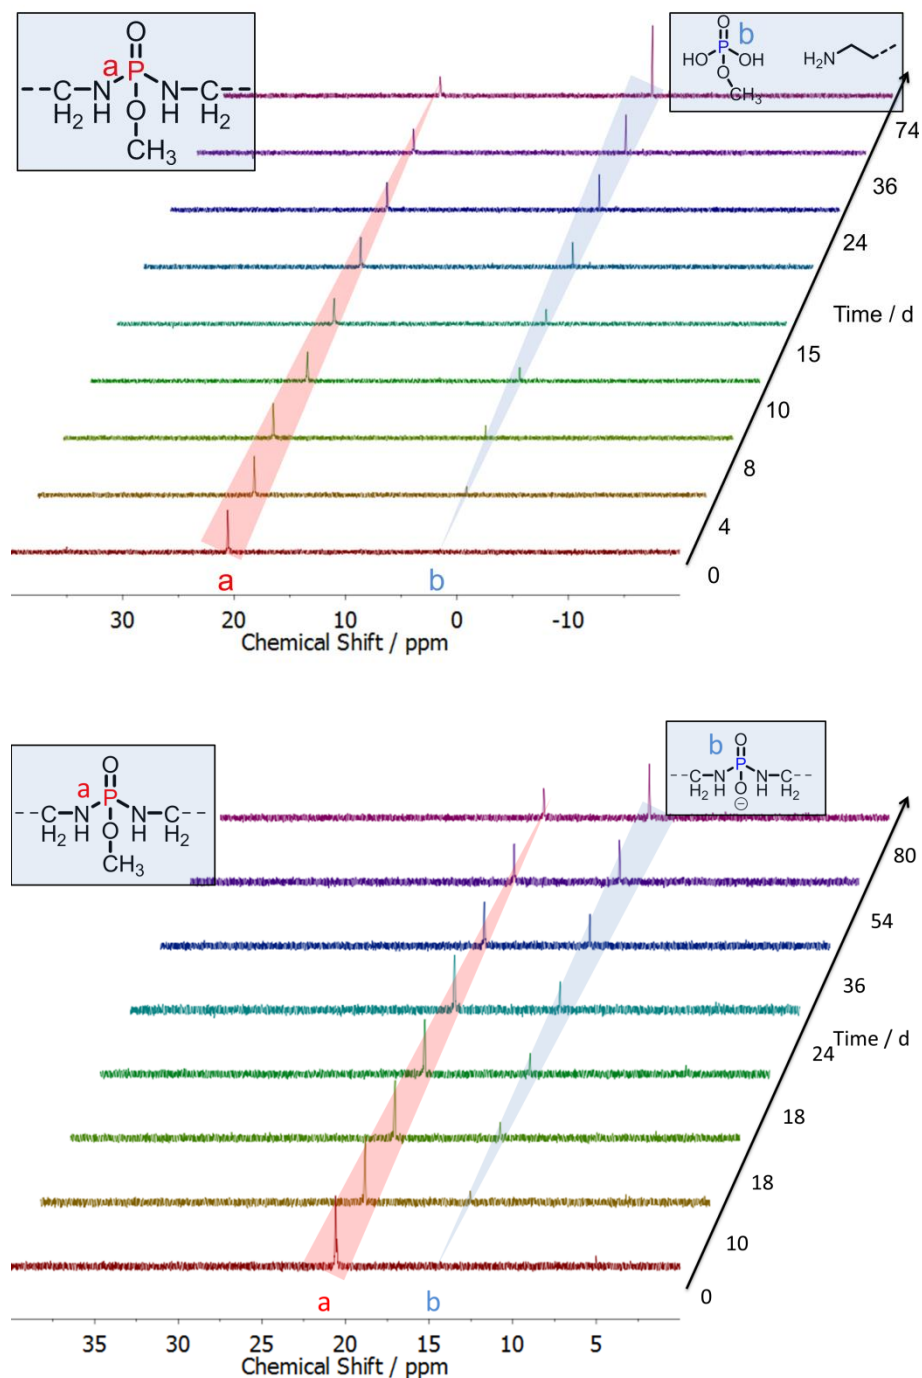 O
a P
--C N N C--
H2 H O H H2
CH3
O b
HO P OH H2N
O
CH3
74
36
24
Time / d
15
10
8
4
0
a b
30 20 10 0 -10
Chemical Shift / ppm
O
a P
--C N N C--
H2 H O H H2
CH3
b O
--C N P N C--
H2 H O H H2
⊖
80
54
36
24 Time / d
18
18
10
0
a b
35 30 25 20 15 10 5
Chemical Shift / ppm